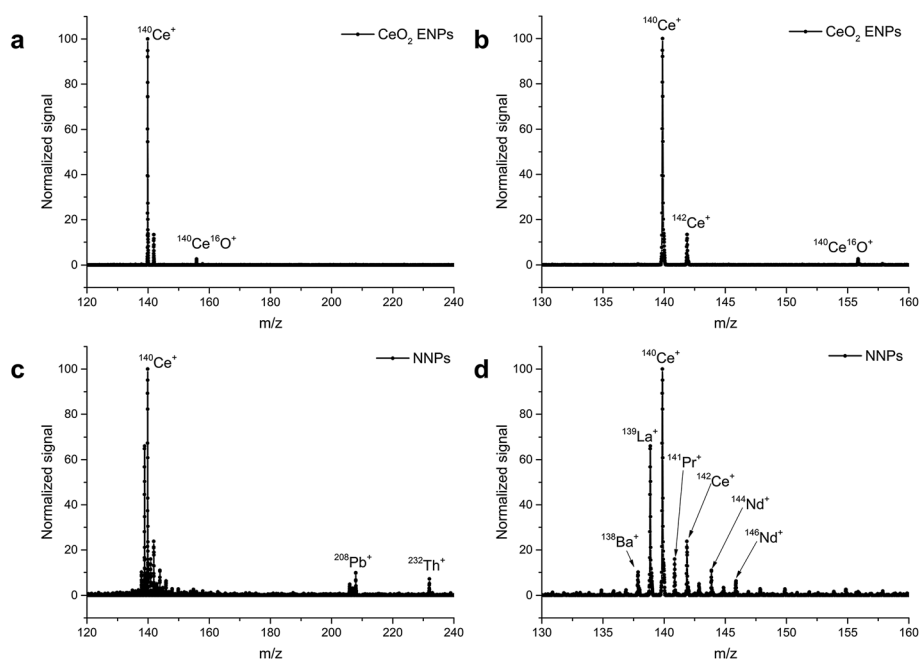 a
¹⁴⁰Ce⁺
CeO₂ ENPs
100
80
60
40
20
0
Normalized signal
¹⁴⁰Ce¹⁶O⁺
120 140 160 180 200 220 240
m/z
b
¹⁴⁰Ce⁺
CeO₂ ENPs
100
80
60
40
20
0
Normalized signal
¹⁴²Ce⁺
¹⁴⁰Ce¹⁶O⁺
130 135 140 145 150 155 160
m/z
c
¹⁴⁰Ce⁺
NNPs
100
80
60
40
20
0
Normalized signal
²⁰⁸Pb⁺
²³²Th⁺
120 140 160 180 200 220 240
m/z
d
¹⁴⁰Ce⁺
NNPs
100
80
60
40
20
0
Normalized signal
¹³⁹La⁺
¹⁴¹Pr⁺
¹⁴²Ce⁺
¹⁴⁴Nd⁺
¹³⁸Ba⁺
¹⁴⁶Nd⁺
130 135 140 145 150 155 160
m/z